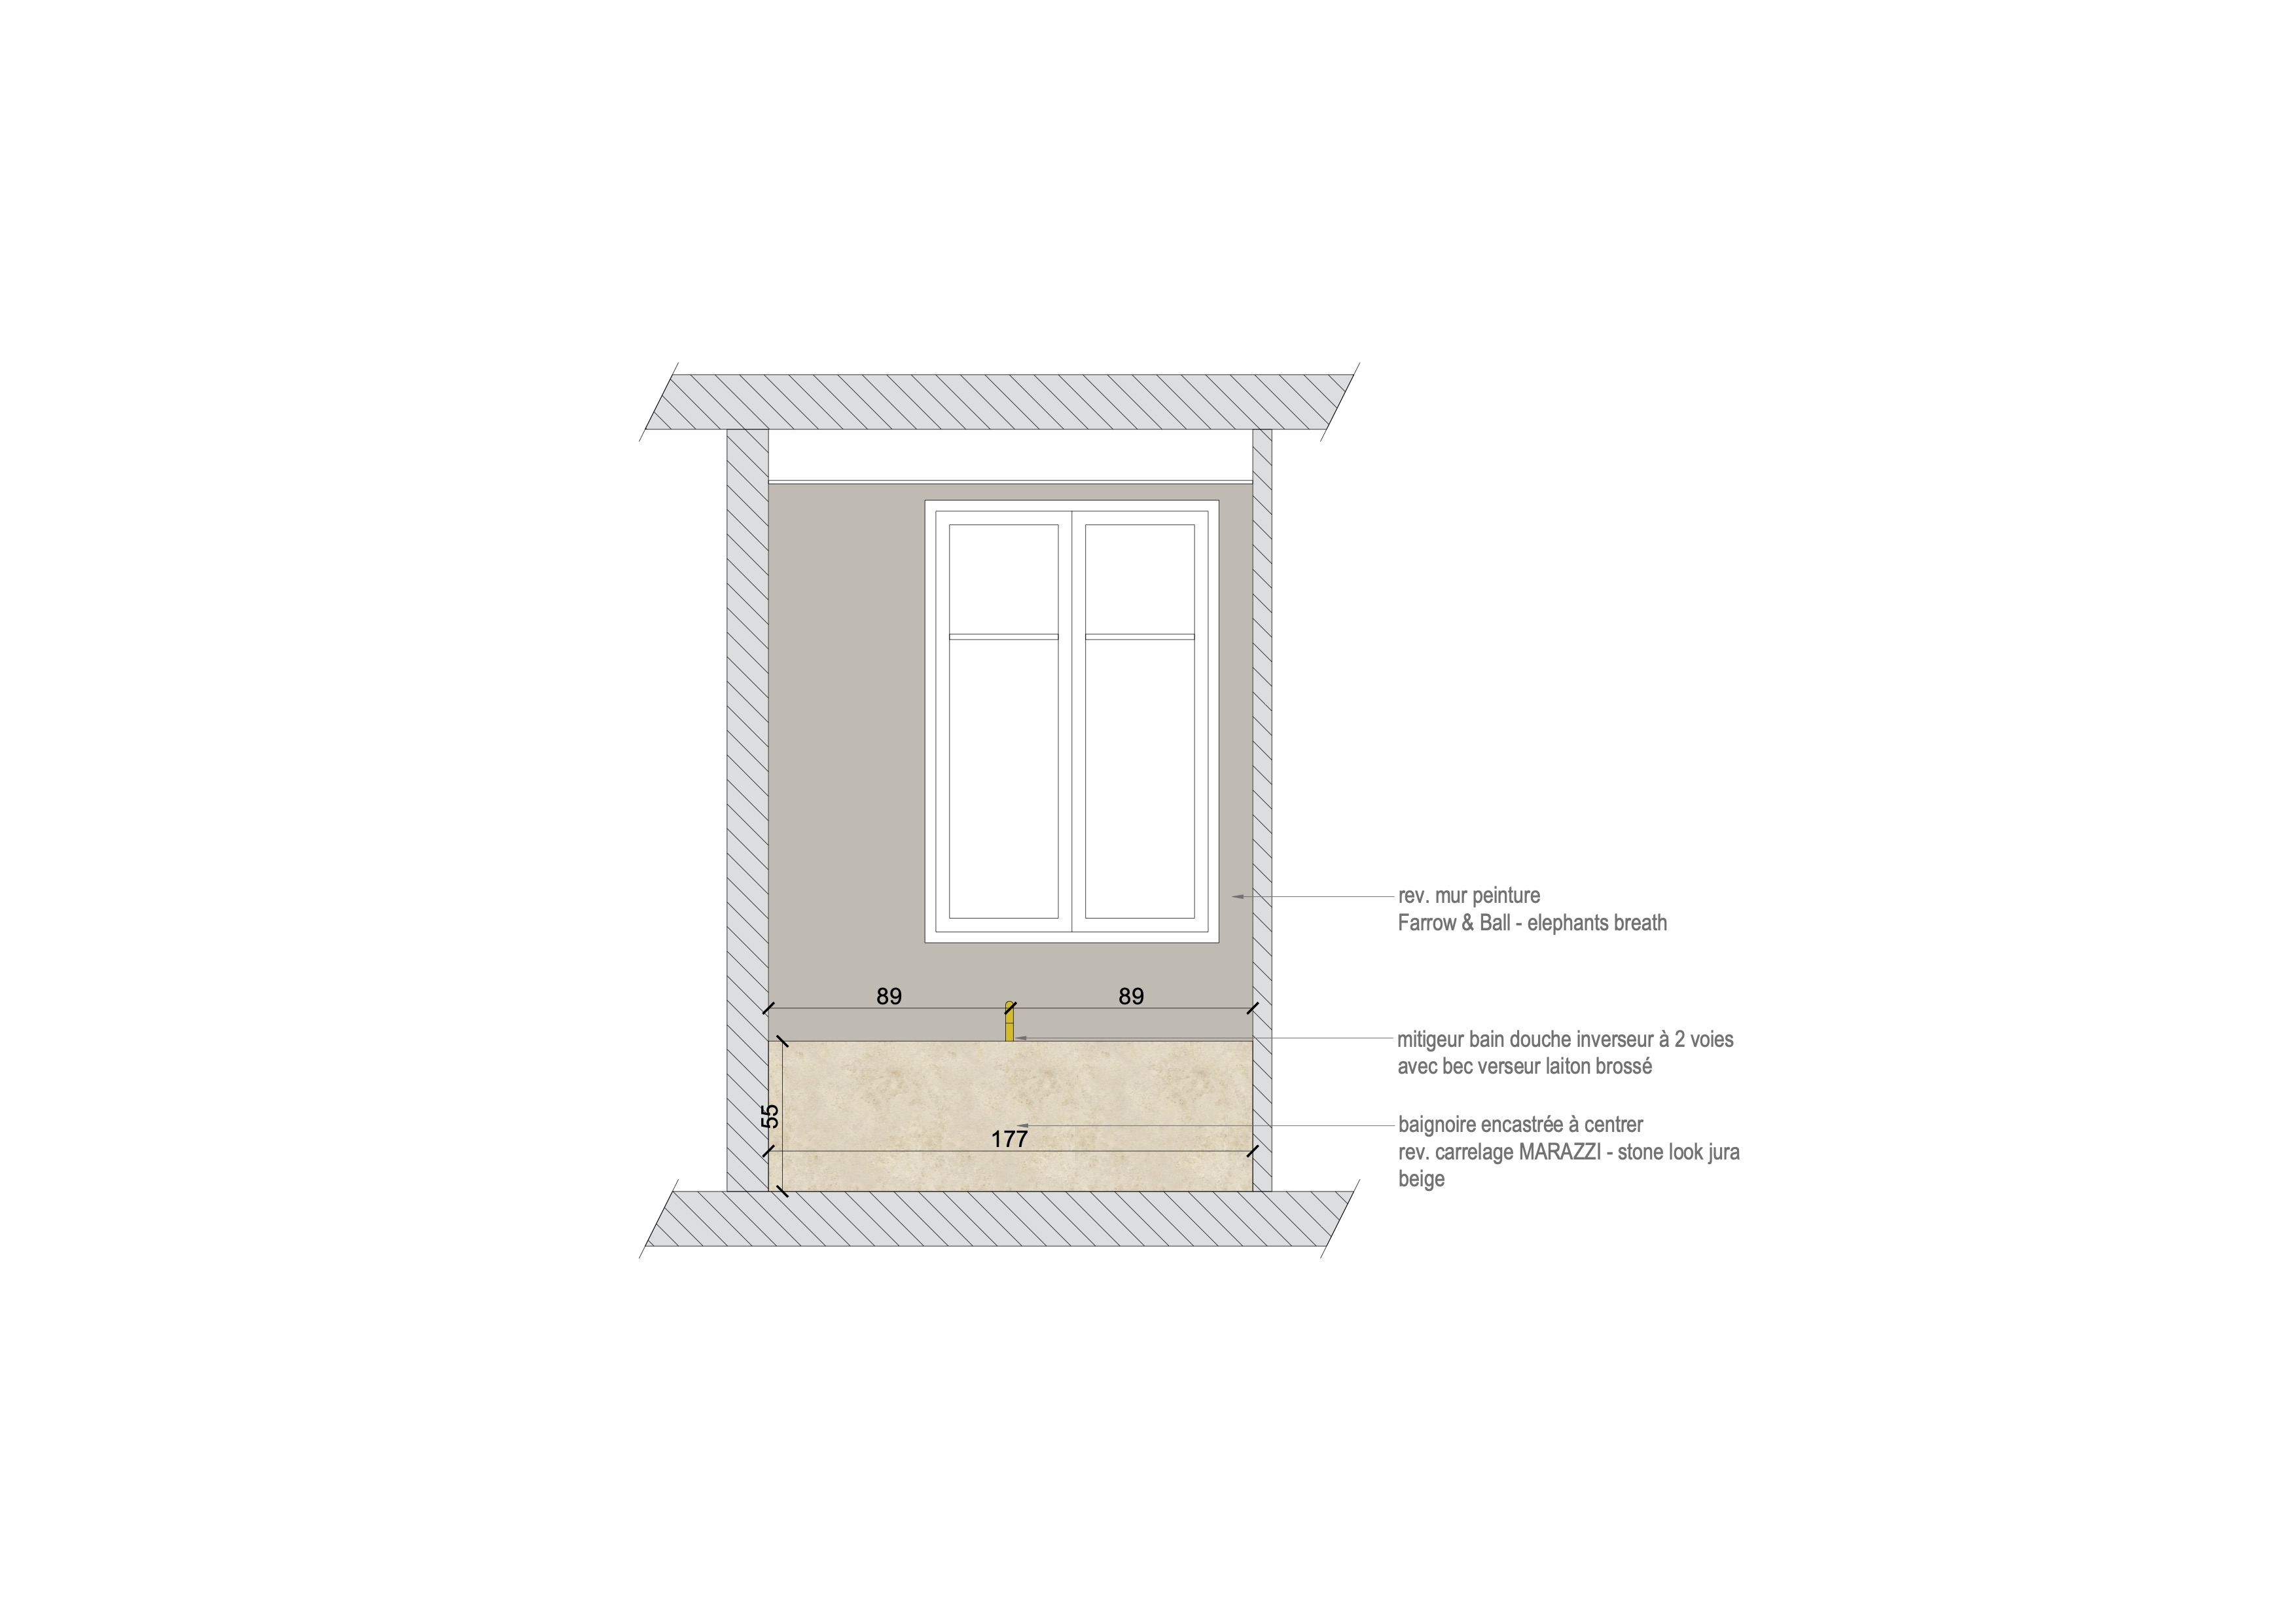 rev. mur peinture
Farrow & Ball - elephants breath
89
89
mitigeur bain douche inverseur à 2 voies
avec bec verseur laiton brossé
55
177
baignoire encastrée à centrer
rev. carrelage MARAZZI - stone look jura
beige